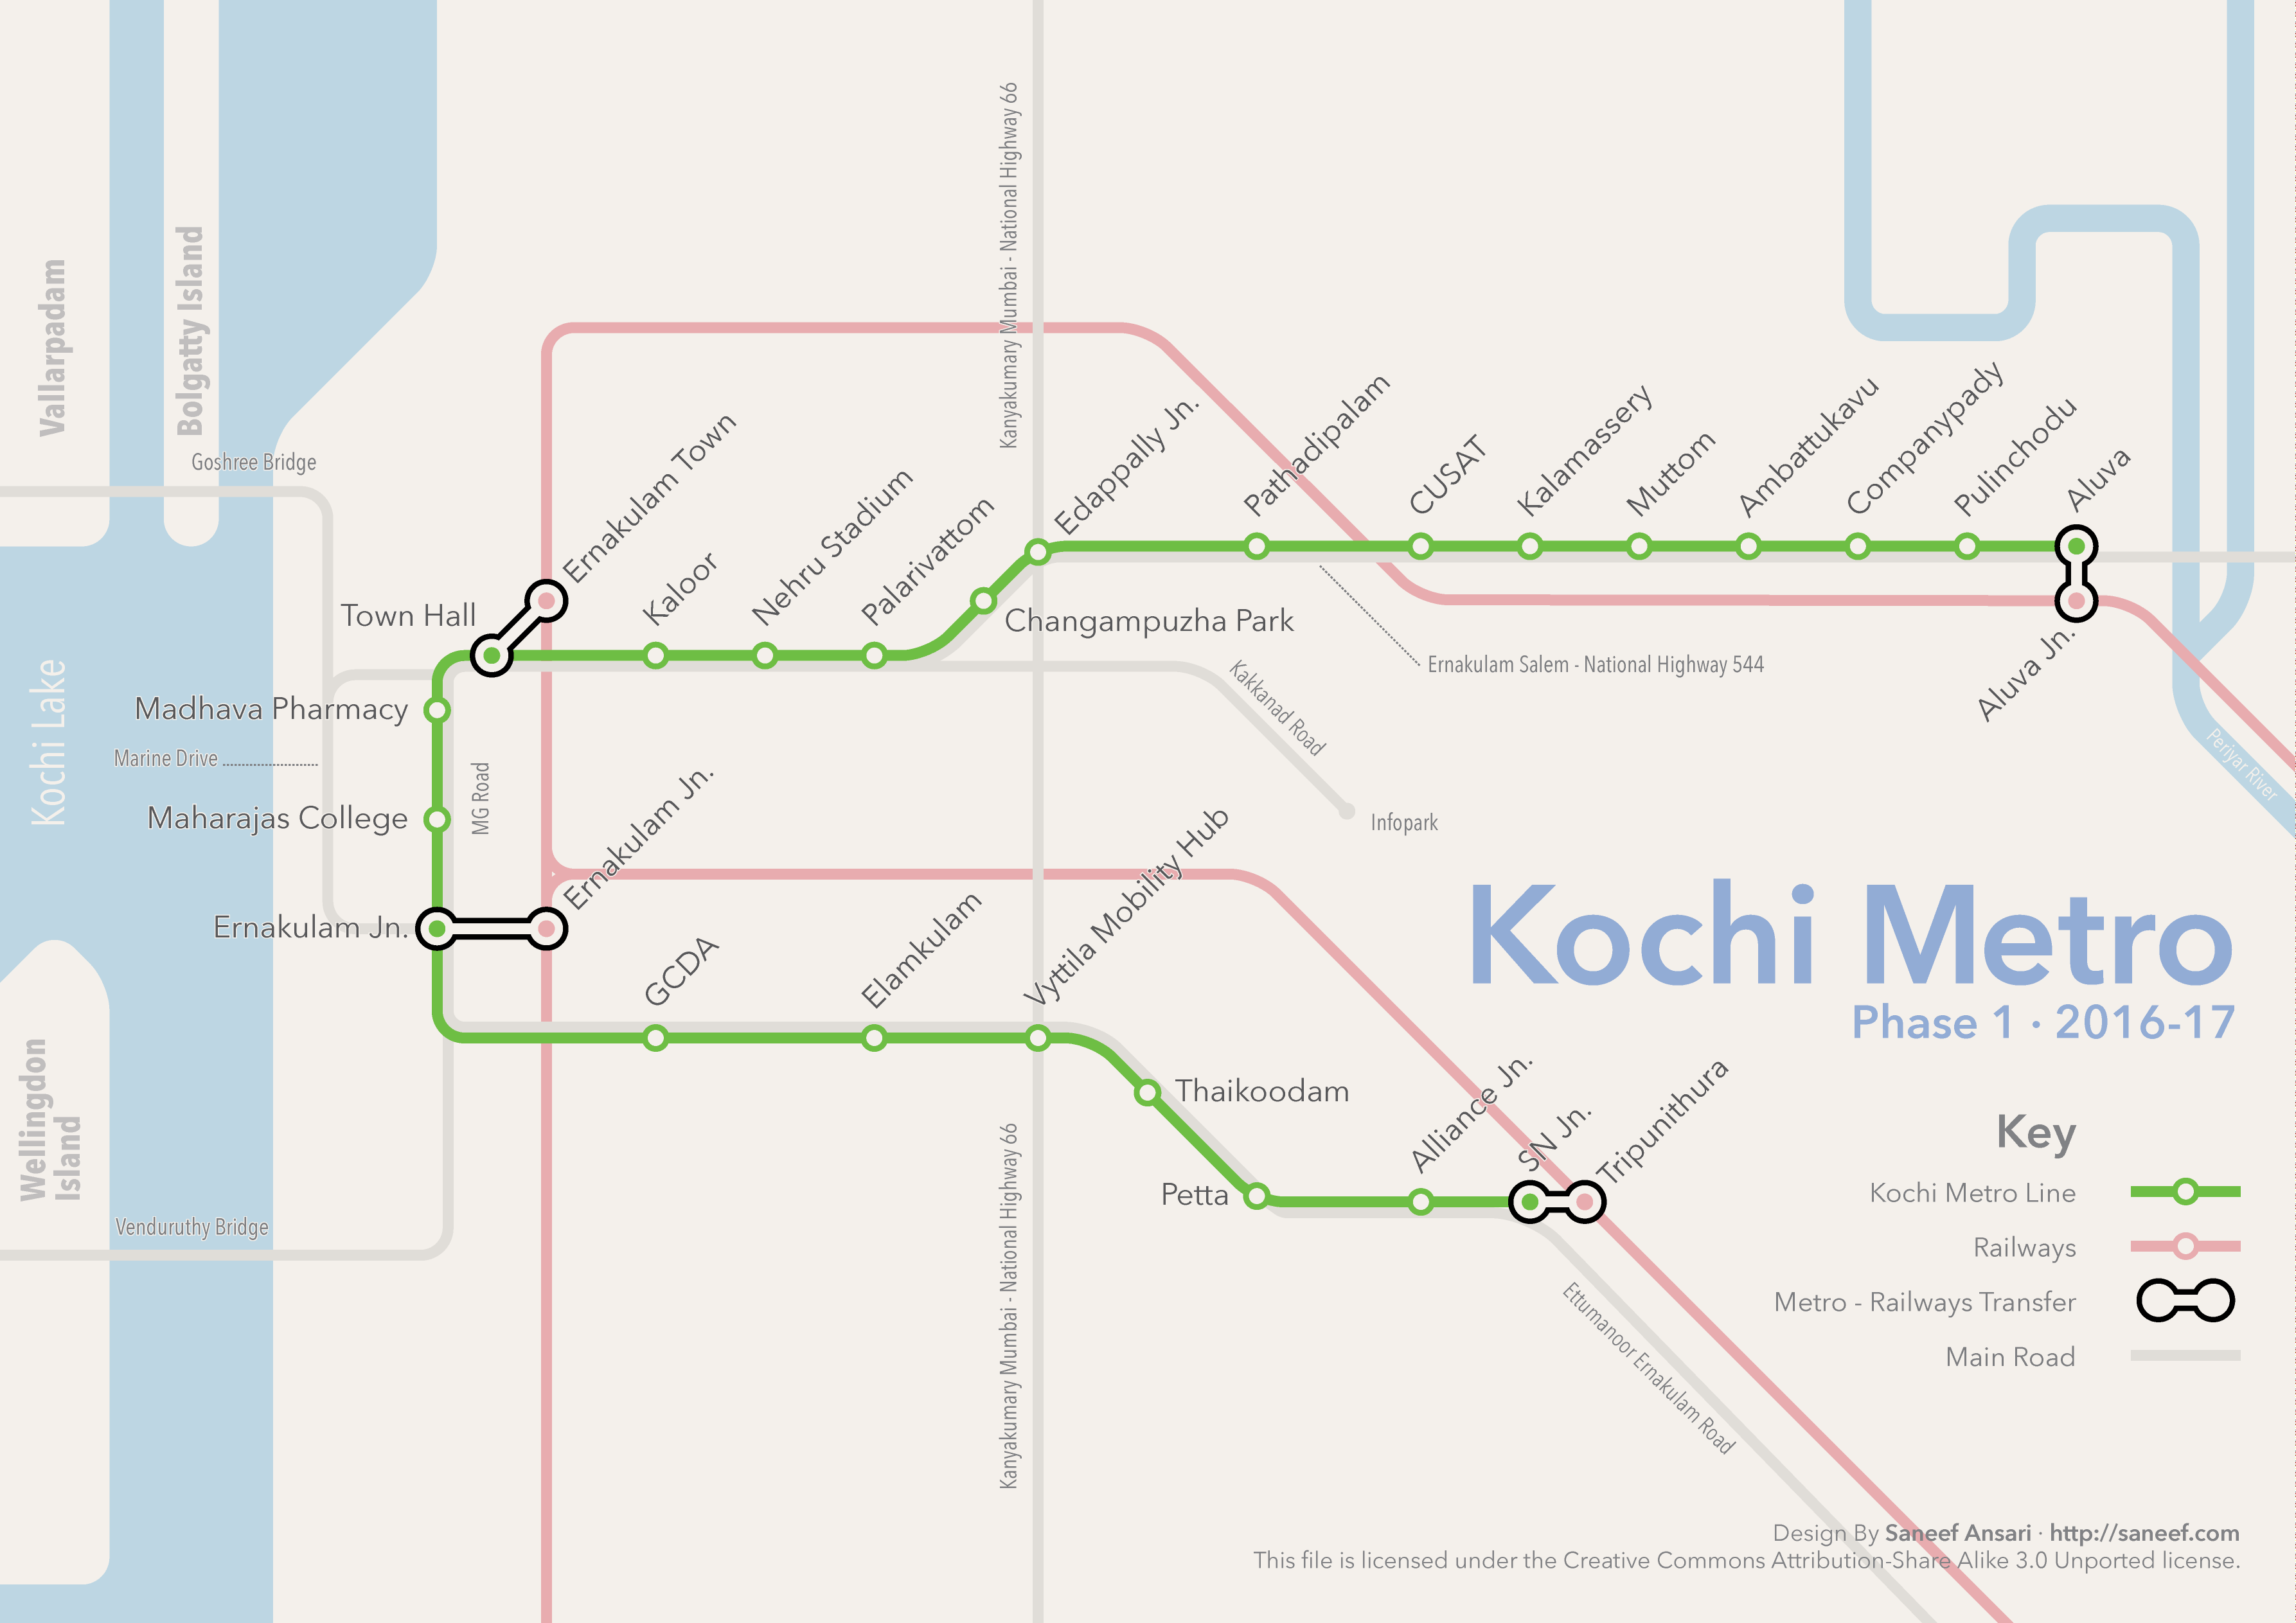 Kanyakumary Mumbai - National Highway 66
Vallarpadam
Bolgatty Island
Goshree Bridge
Ernakulam Town
Town Hall
Kaloor
Nehru Stadium
Palarivattom
Changampuzha Park
Edappally Jn.
Pathadipalam
CUSAT
Kalamassery
Muttom
Ambattukavu
Companypady
Pulinchodu
Aluva
Aluva Jn.
Ernakulam Salem - National Highway 544
Kakkanad Road
Infopark
Periyar River
Kochi Lake
Madhava Pharmacy
Marine Drive
MG Road
Maharajas College
Ernakulam Jn.
Ernakulam Jn.
GCDA
Elamkulam
Vyttila Mobility Hub
Thaikoodam
Petta
Alliance Jn.
SN Jn.
Tripunithura
Wellingdon
Island
Venduruthy Bridge
Kanyakumary Mumbai - National Highway 66
Ettumanoor Ernakulam Road
Kochi Metro
Phase 1 · 2016-17
Key
Kochi Metro Line
Railways
Metro - Railways Transfer
Main Road
Design By Saneef Ansari · http://saneef.com
This file is licensed under the Creative Commons Attribution-Share Alike 3.0 Unported license.